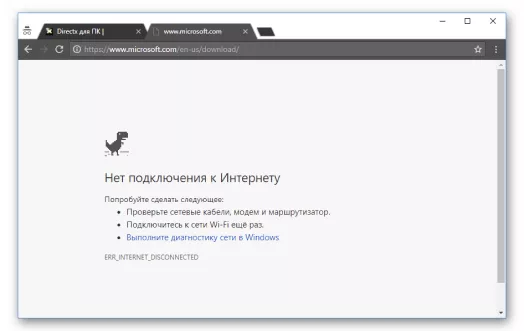 Directx для ПК |
www.microsoft.com
https://www.microsoft.com/en-us/download/
Нет подключения к Интернету
Попробуйте сделать следующее:
Проверьте сетевые кабели, модем и маршрутизатор.
Подключитесь к сети Wi-Fi ещё раз.
Выполните диагностику сети в Windows
ERR_INTERNET_DISCONNECTED